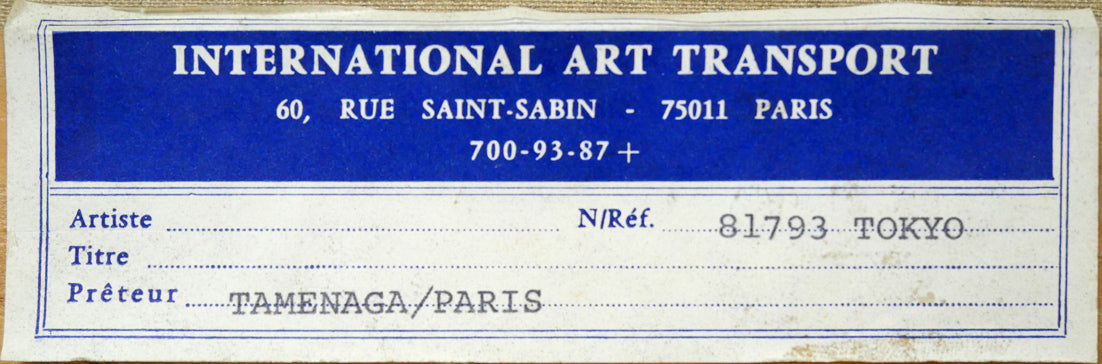 INTERNATIONAL ART TRANSPORT
60, RUE SAINT-SABIN - 75011 PARIS
700-93-87 +
Artiste N/Réf. 81793 TOKYO
Titre
Prêteur TAMENAGA/PARIS